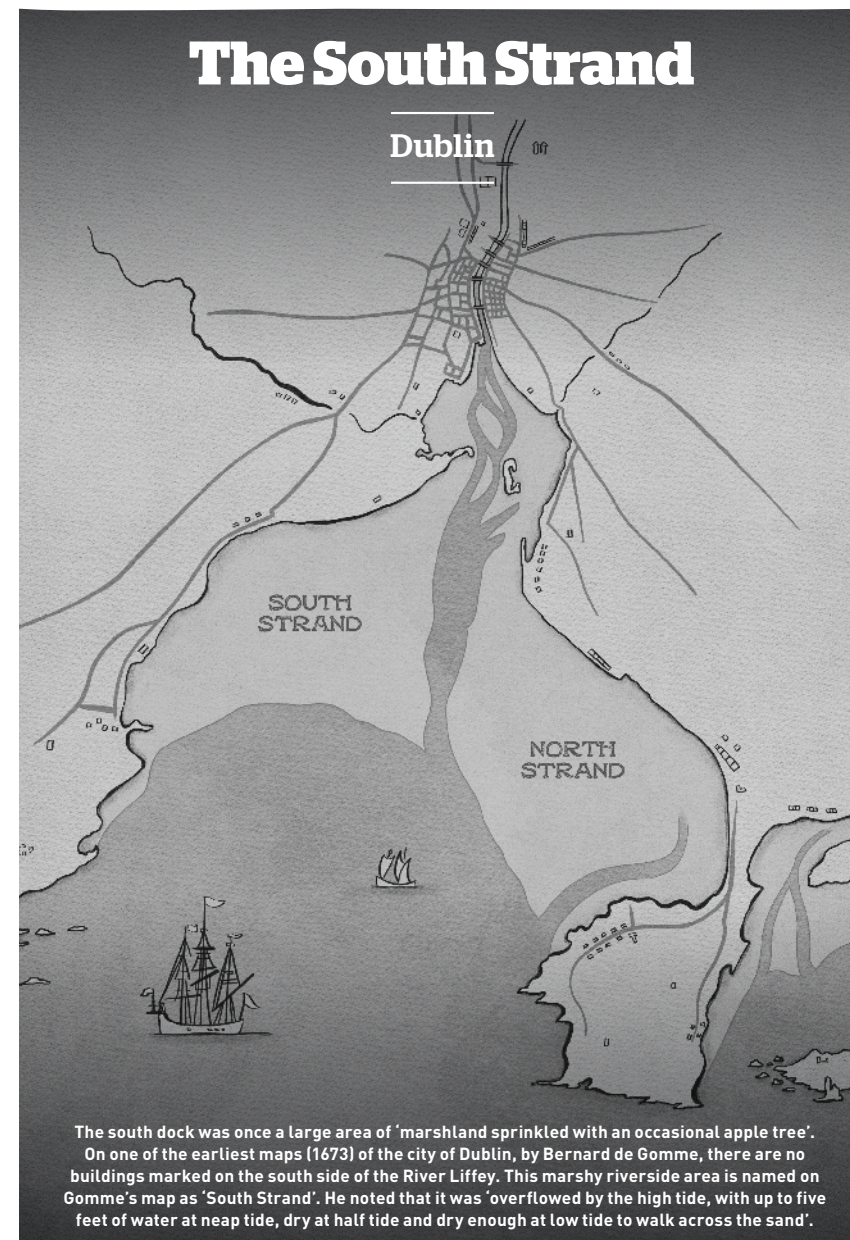 The South Strand
Dublin
SOUTH
STRAND
NORTH
STRAND
The south dock was once a large area of ‘marshland sprinkled with an occasional apple tree’.
On one of the earliest maps (1673) of the city of Dublin, by Bernard de Gomme, there are no
buildings marked on the south side of the River Liffey. This marshy riverside area is named on
Gomme’s map as ‘South Strand’. He noted that it was ‘overflowed by the high tide, with up to five
feet of water at neap tide, dry at half tide and dry enough at low tide to walk across the sand’.